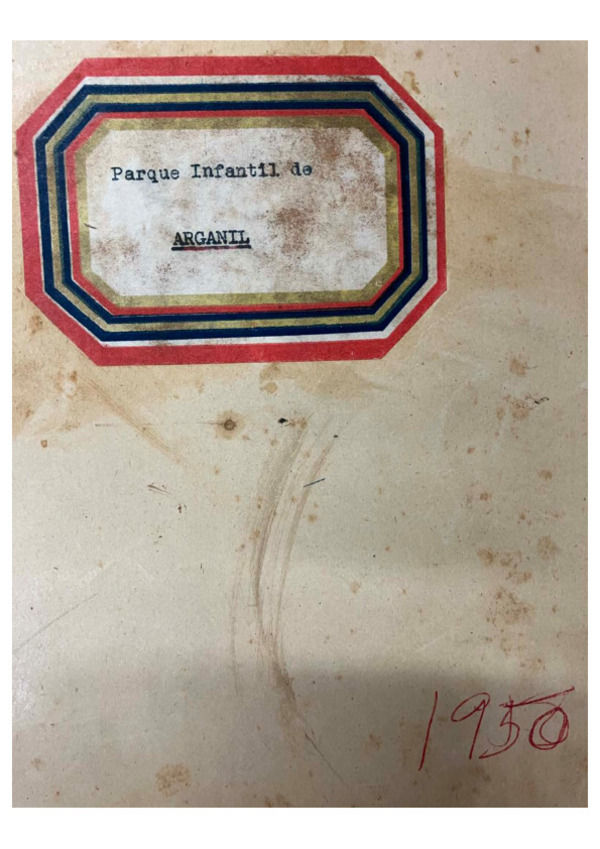 Parque Infantil de
ARGANIL
1950